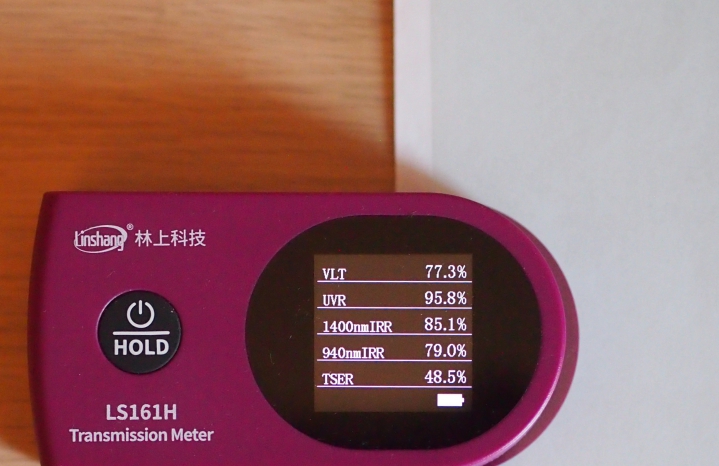 Linshang® 林上科技
HOLD
LS161H
Transmission Meter
VLT 77.3%
UVR 95.8%
1400nmIRR 85.1%
940nmIRR 79.0%
TSER 48.5%